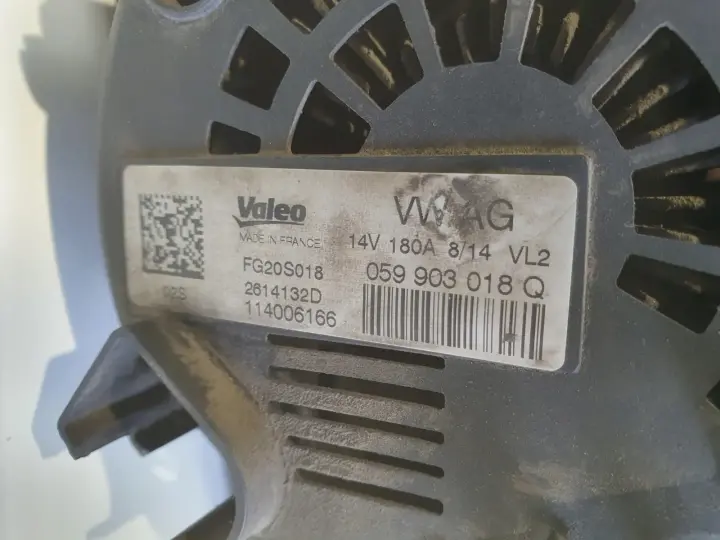 Valeo
MADE IN FRANCE
VW AG
14V 180A 8/14 VL2
FG20S018
059 903 018 Q
2614132D
114006166